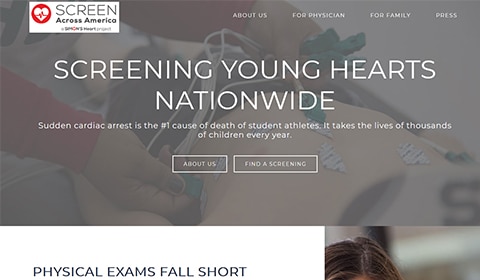 SCREEN
Across America
a SIMON'S Heart project
ABOUT US
FOR PHYSICIAN
FOR FAMILY
PRESS
SCREENING YOUNG HEARTS
NATIONWIDE
Sudden cardiac arrest is the #1 cause of death of student athletes. It takes the lives of thousands
of children every year.
ABOUT US
FIND A SCREENING
PHYSICAL EXAMS FALL SHORT